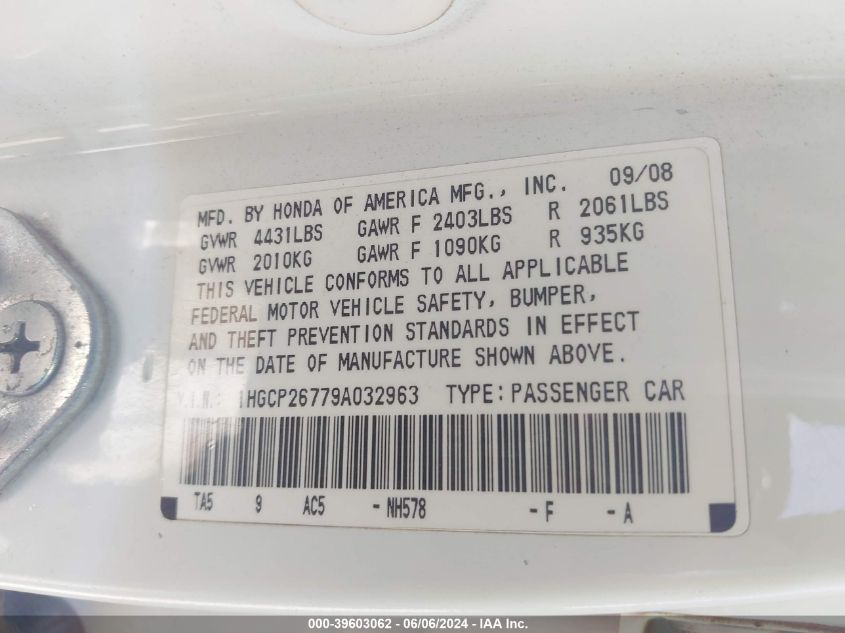 MFD. BY HONDA OF AMERICA MFG., INC. 09/08
GVWR 4431LBS GAWR F 2403LBS R 2061LBS
GVWR 2010KG GAWR F 1090KG R 935KG
THIS VEHICLE CONFORMS TO ALL APPLICABLE
FEDERAL MOTOR VEHICLE SAFETY, BUMPER,
AND THEFT PREVENTION STANDARDS IN EFFECT
ON THE DATE OF MANUFACTURE SHOWN ABOVE.
V.I.N.: 1HGCP26779A032963 TYPE: PASSENGER CAR
TA5 9 AC5 -NH578 -F -A
000-39603062 - 06/06/2024 - IAA Inc.